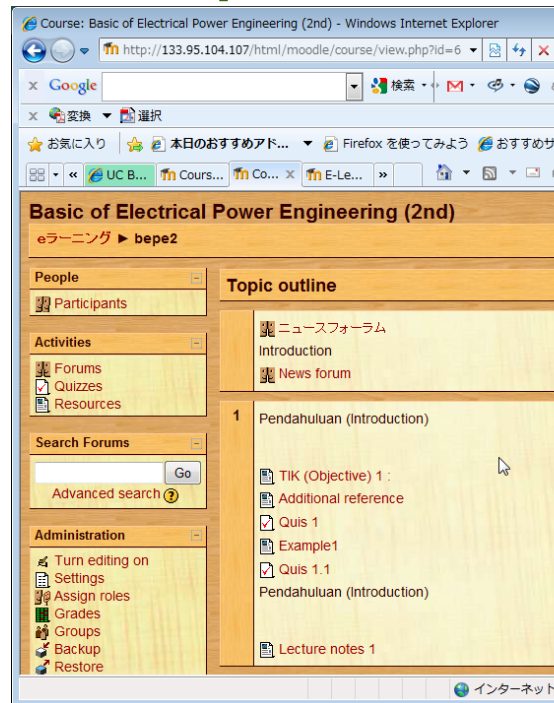 Course: Basic of Electrical Power Engineering (2nd) - Windows Internet Explorer
http://133.95.104.107/html/moodle/course/view.php?id=6
x Google 検索
x 変換 選択
お気に入り 本日のおすすめアド... Firefox を使ってみよう おすすめサ
UC B... Cours... Co... x E-Le... »
Basic of Electrical Power Engineering (2nd)
eラーニング ► bepe2
People
Participants
Activities
Forums
Quizzes
Resources
Search Forums
Go
Advanced search ?
Administration
Turn editing on
Settings
Assign roles
Grades
Groups
Backup
Restore
Topic outline
ニュースフォーラム
Introduction
News forum
1 Pendahuluan (Introduction)
TIK (Objective) 1 :
Additional reference
Quis 1
Example1
Quis 1.1
Pendahuluan (Introduction)
Lecture notes 1
インターネット